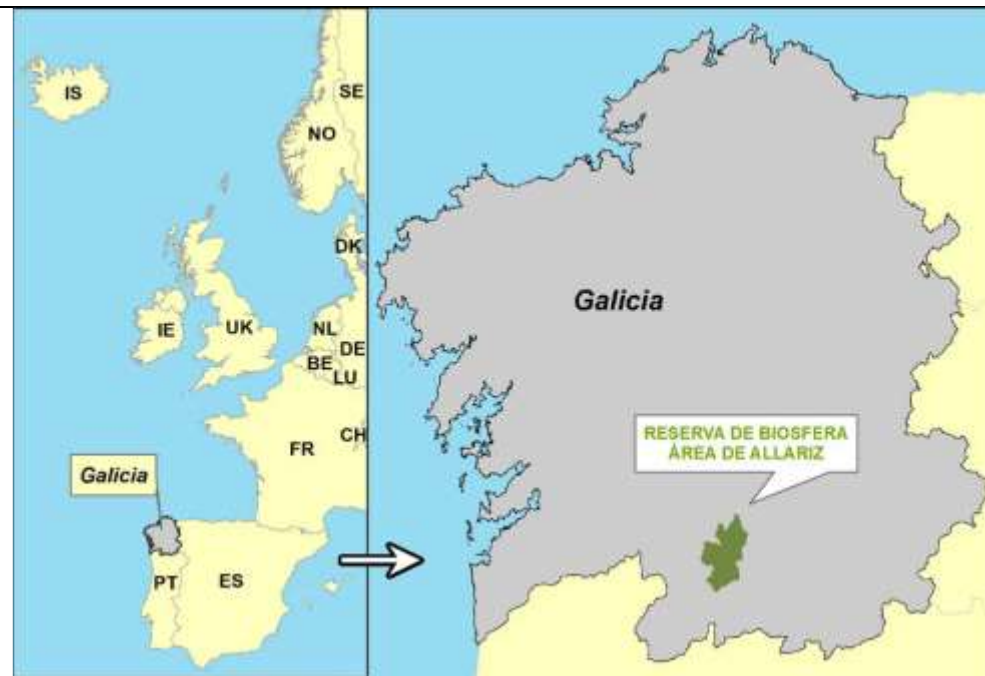 IS
SE
NO
DK
IE
UK
NL
DE
BE
LU
CH
FR
Galicia
PT
ES
Galicia
RESERVA DE BIOSFERA
ÁREA DE ALLARIZ